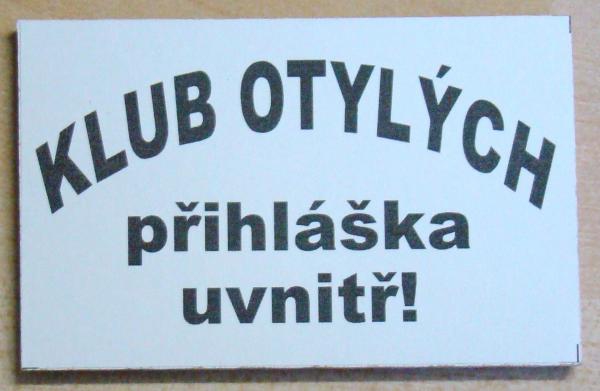 KLUB OTYLÝCH
přihláška
uvnitř!